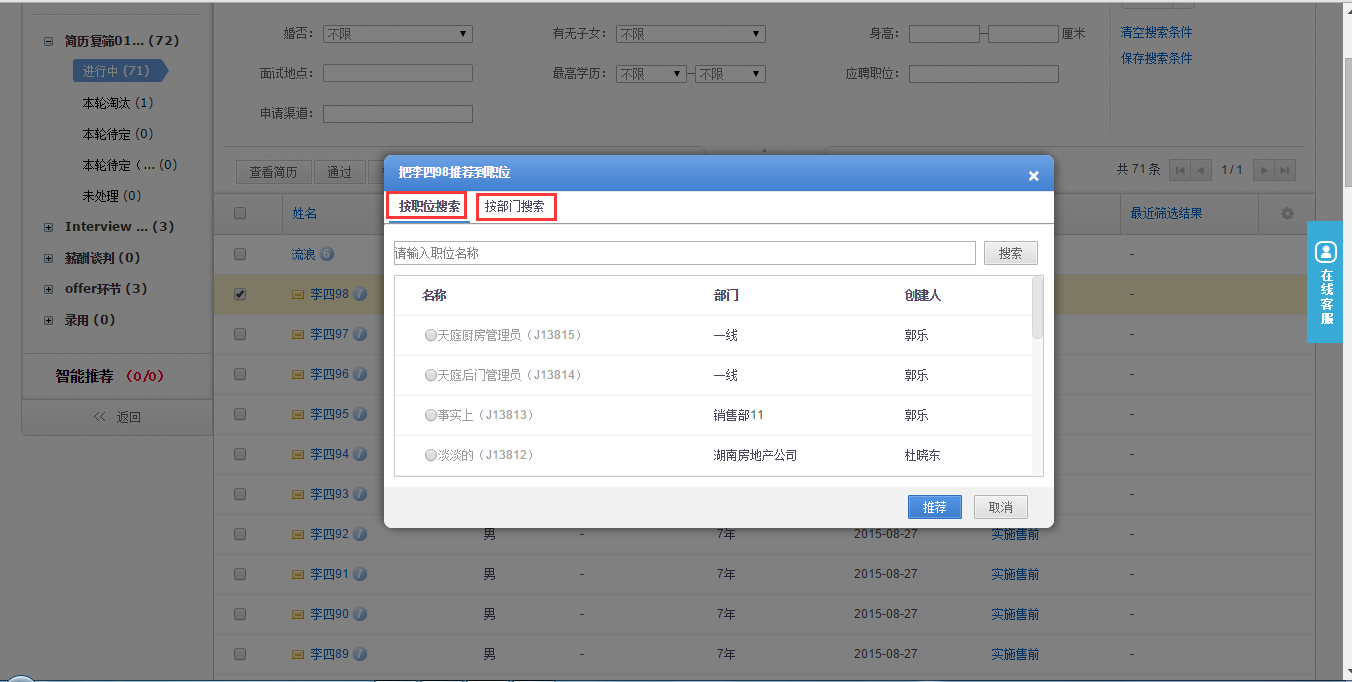 简历复筛01... (72)
进行中 (71)
本轮淘汰 (1)
本轮待定 (0)
本轮待定（... (0)
未处理 (0)
Interview ... (3)
薪酬谈判 (0)
offer环节 (3)
录用 (0)
智能推荐 (0/0)
返回
婚否： 不限 有无子女： 不限 身高： -- 厘米
面试地点： 最高学历： 不限 -- 不限 应聘职位：
申请渠道：
清空搜索条件
保存搜索条件
查看简历 通过
共 71 条 1 / 1
姓名 最近筛选结果
流浪 6 -
李四98 7 -
李四97 7 -
李四96 7 -
李四95 7 -
李四94 7 -
李四93 7 -
李四92 7 男 - 7年 2015-08-27 实施售前 -
李四91 7 男 - 7年 2015-08-27 实施售前 -
李四90 7 男 - 7年 2015-08-27 实施售前 -
李四89 7 男 - 7年 2015-08-27 实施售前 -
把李四98推荐到职位 ×
按职位搜索 按部门搜索
请输入职位名称 搜索
名称 部门 创建人
天庭厨房管理员（J13815） 一线 郭乐
天庭后门管理员（J13814） 一线 郭乐
事实上（J13813） 销售部11 郭乐
淡淡的（J13812） 湖南房地产公司 杜晓东
推荐 取消
在线客服